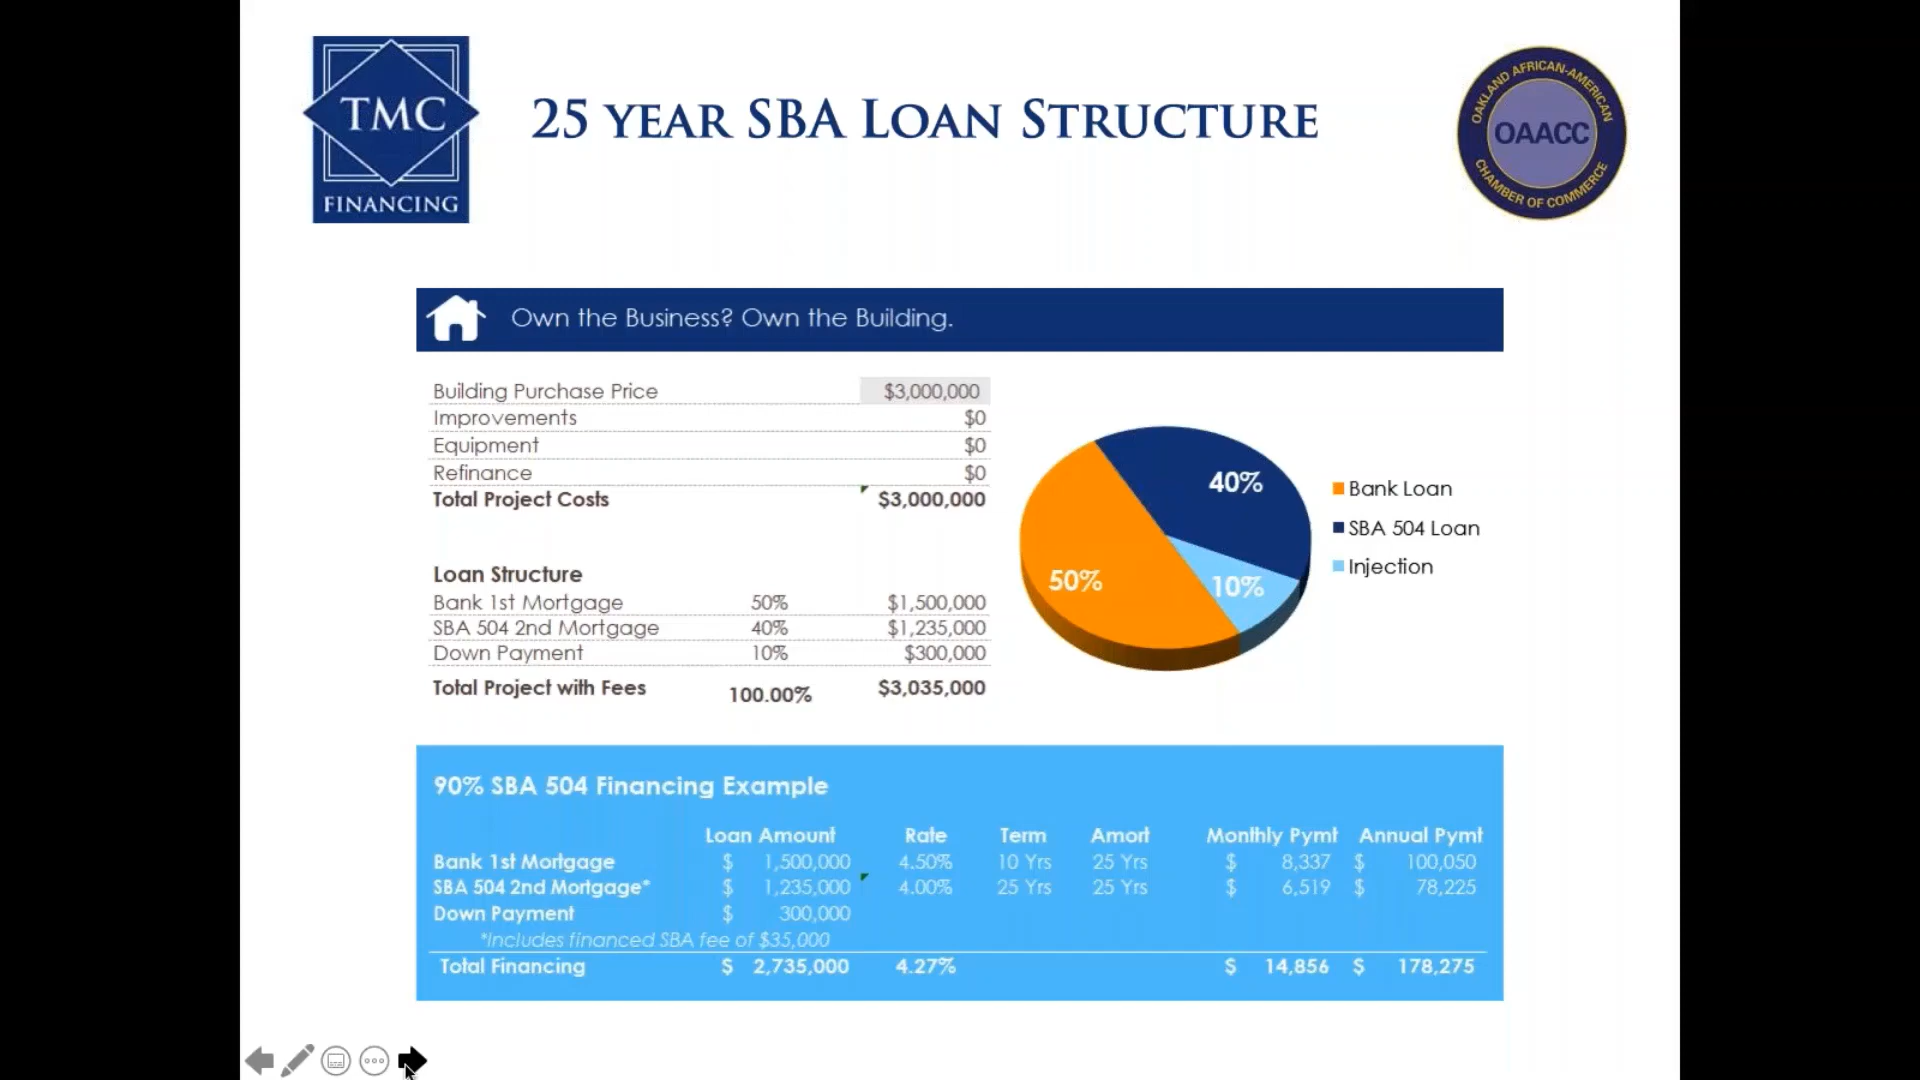 TMC
FINANCING
25 YEAR SBA LOAN STRUCTURE
OAKLAND AFRICAN-AMERICAN
OAACC
CHAMBER OF COMMERCE
Own the Business? Own the Building.
Building Purchase Price $3,000,000
Improvements $0
Equipment $0
Refinance $0
Total Project Costs $3,000,000
Loan Structure
Bank 1st Mortgage 50% $1,500,000
SBA 504 2nd Mortgage 40% $1,235,000
Down Payment 10% $300,000
Total Project with Fees 100.00% $3,035,000
40%
50%
10%
Bank Loan
SBA 504 Loan
Injection
90% SBA 504 Financing Example
Loan Amount Rate Term Amort Monthly Pymt Annual Pymt
Bank 1st Mortgage $ 1,500,000 4.50% 10 Yrs 25 Yrs $ 8,337 $ 100,050
SBA 504 2nd Mortgage* $ 1,235,000 4.00% 25 Yrs 25 Yrs $ 6,519 $ 78,225
Down Payment $ 300,000
*Includes financed SBA fee of $35,000
Total Financing $ 2,735,000 4.27% $ 14,856 $ 178,275